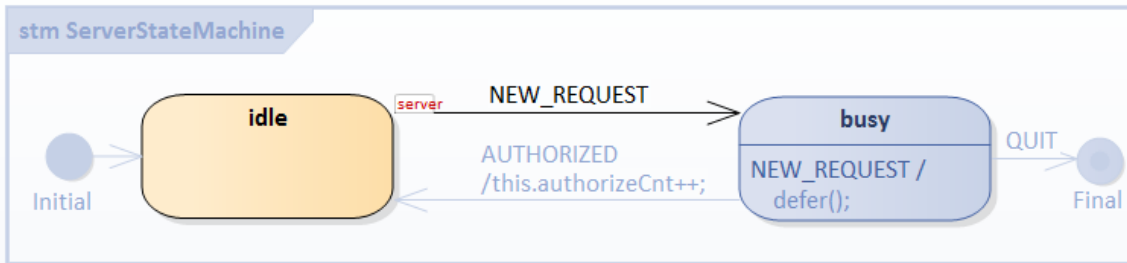 stm ServerStateMachine
idle
server
NEW_REQUEST
busy
AUTHORIZED
/this.authorizeCnt++;
NEW_REQUEST /
defer();
QUIT
Initial
Final